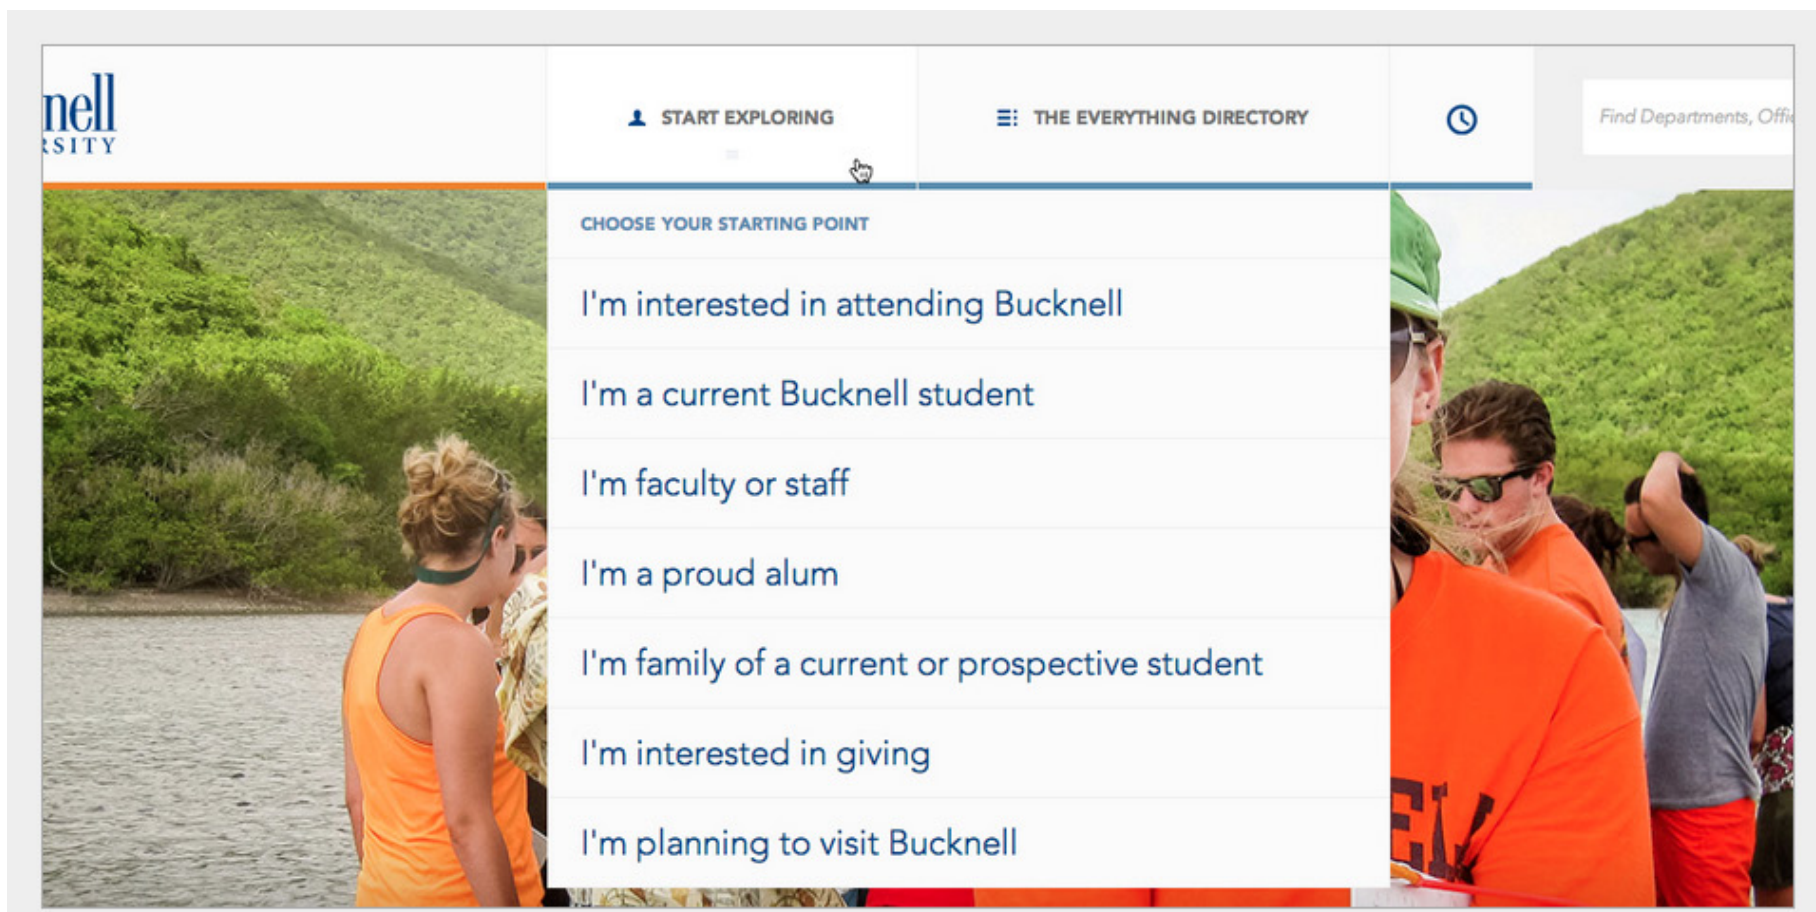 nell
RSITY
START EXPLORING
THE EVERYTHING DIRECTORY
Find Departments, Offi
CHOOSE YOUR STARTING POINT
I'm interested in attending Bucknell
I'm a current Bucknell student
I'm faculty or staff
I'm a proud alum
I'm family of a current or prospective student
I'm interested in giving
I'm planning to visit Bucknell